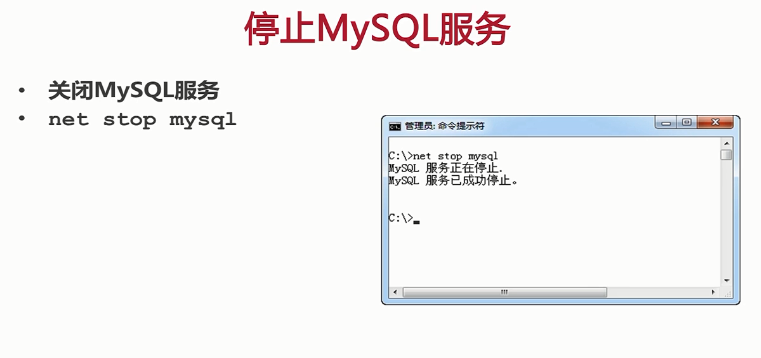 停止MySQL服务
• 关闭MySQL服务
• net stop mysql
管理员: 命令提示符
C:\>net stop mysql
MySQL 服务正在停止.
MySQL 服务已成功停止。
C:\>